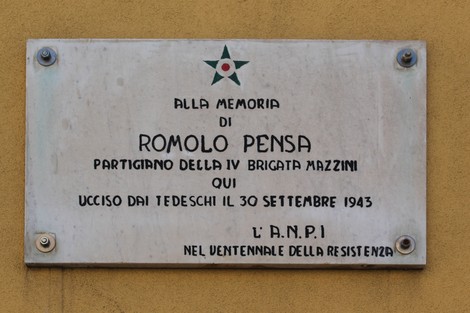 ALLA MEMORIA
DI
ROMOLO PENSA
PARTIGIANO DELLA IV BRIGATA MAZZINI
QUI
UCCISO DAI TEDESCHI IL 30 SETTEMBRE 1943
L'A.N.P.I
NEL VENTENNALE DELLA RESISTENZA